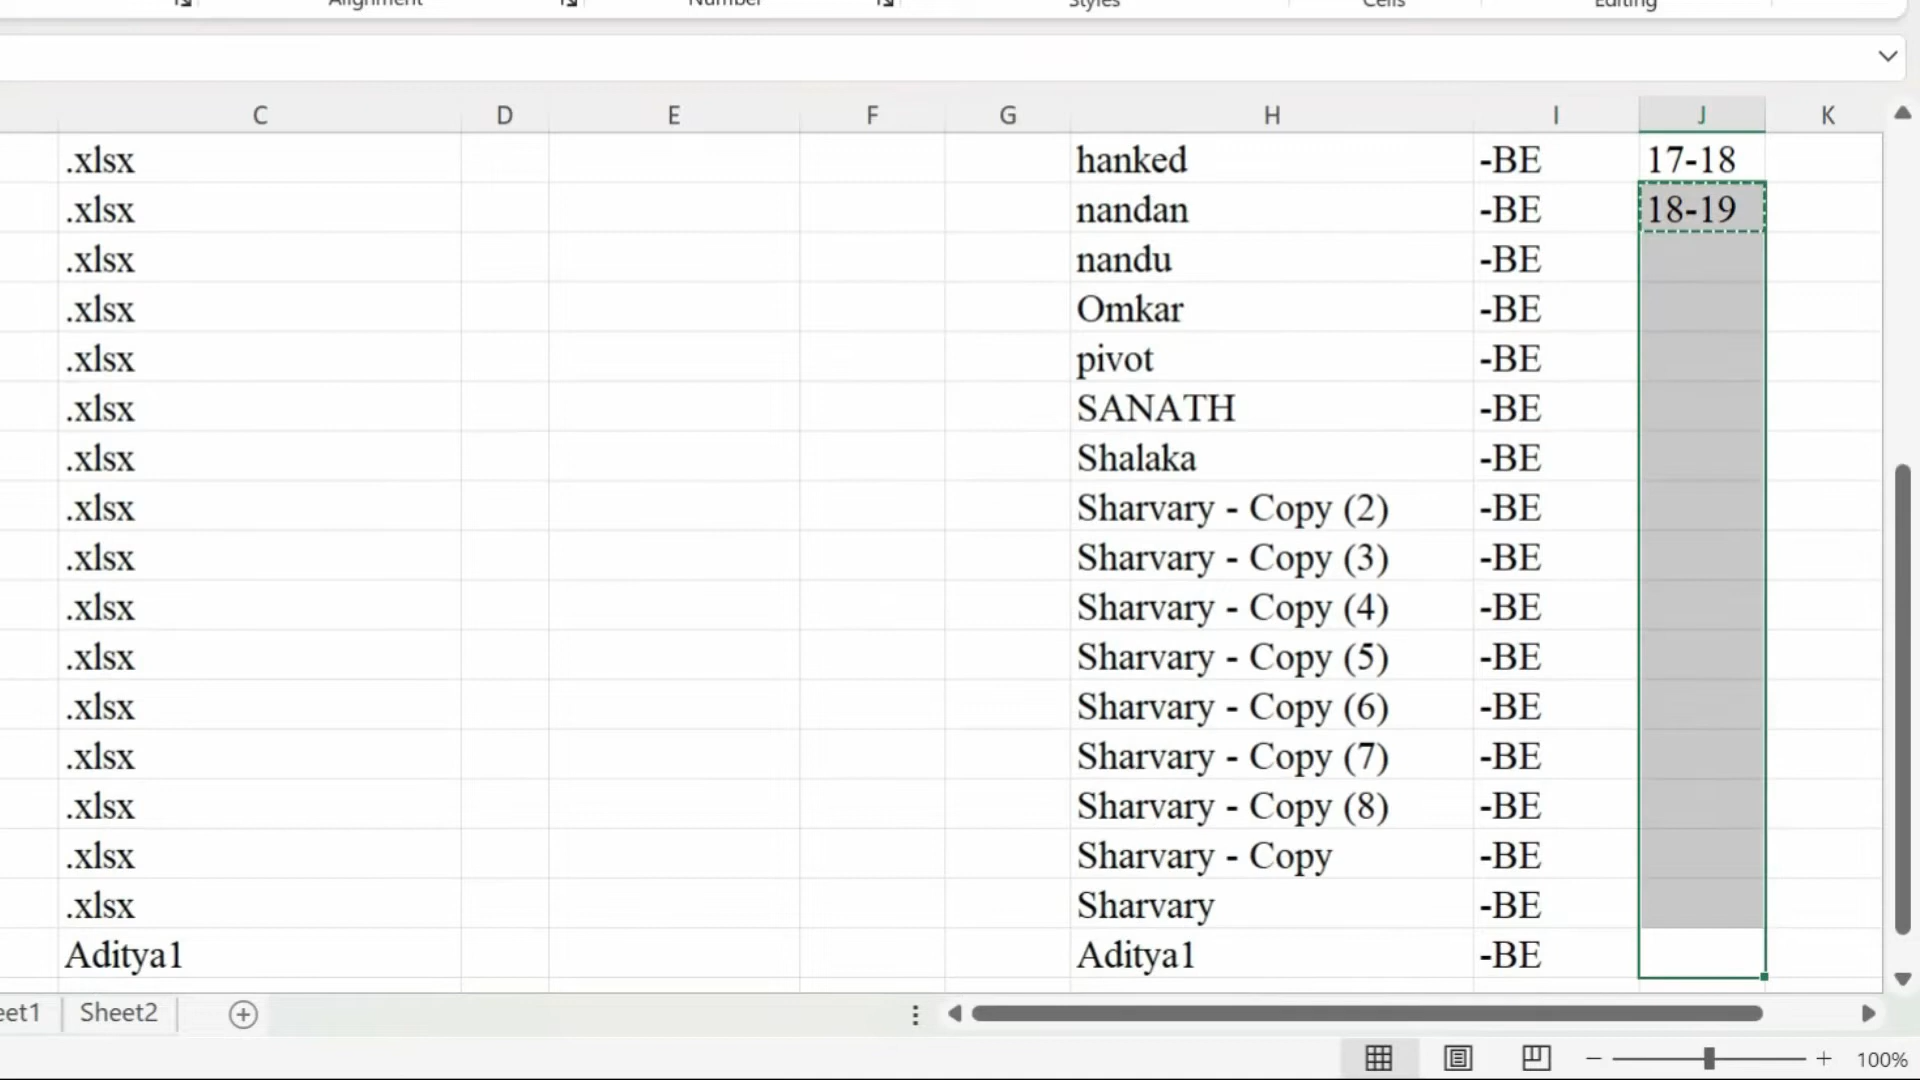 Alignment Number Styles Cells Editing
C D E F G H I J K
.xlsx hanked -BE 17-18
.xlsx nandan -BE 18-19
.xlsx nandu -BE
.xlsx Omkar -BE
.xlsx pivot -BE
.xlsx SANATH -BE
.xlsx Shalaka -BE
.xlsx Sharvary - Copy (2) -BE
.xlsx Sharvary - Copy (3) -BE
.xlsx Sharvary - Copy (4) -BE
.xlsx Sharvary - Copy (5) -BE
.xlsx Sharvary - Copy (6) -BE
.xlsx Sharvary - Copy (7) -BE
.xlsx Sharvary - Copy (8) -BE
.xlsx Sharvary - Copy -BE
.xlsx Sharvary -BE
Aditya1 Aditya1 -BE
eet1 Sheet2
100%